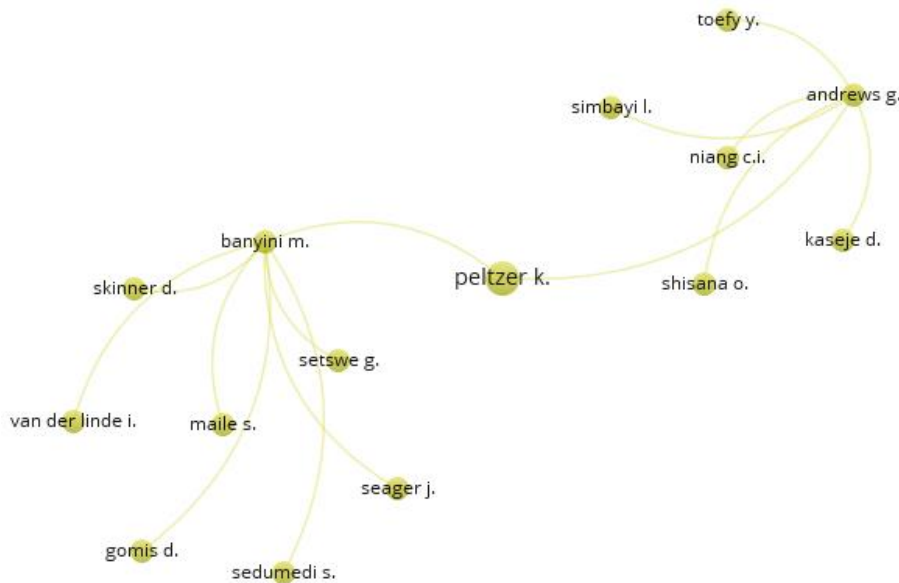 toefy y.
andrews g.
simbayi l.
niang c.i.
banyini m.
kaseje d.
peltzer k.
skinner d.
shisana o.
setswe g.
van der linde i.
maile s.
seager j.
gomis d.
sedumedi s.